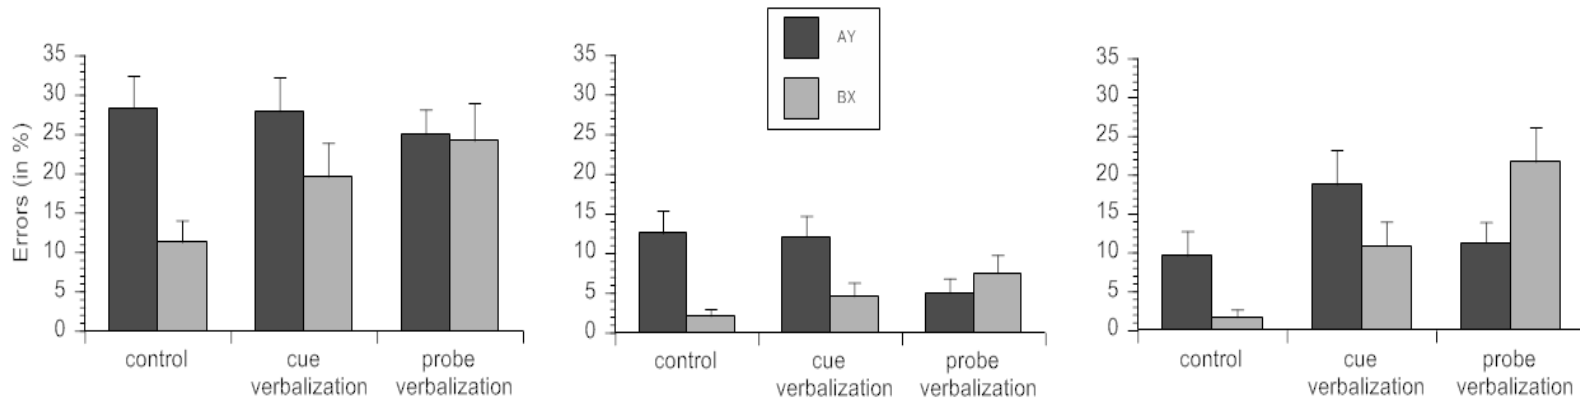 AY
BX
Errors (in %)
35
30
25
20
15
10
5
0
control
cue
verbalization
probe
verbalization
35
30
25
20
15
10
5
0
control
cue
verbalization
probe
verbalization
35
30
25
20
15
10
5
0
control
cue
verbalization
probe
verbalization